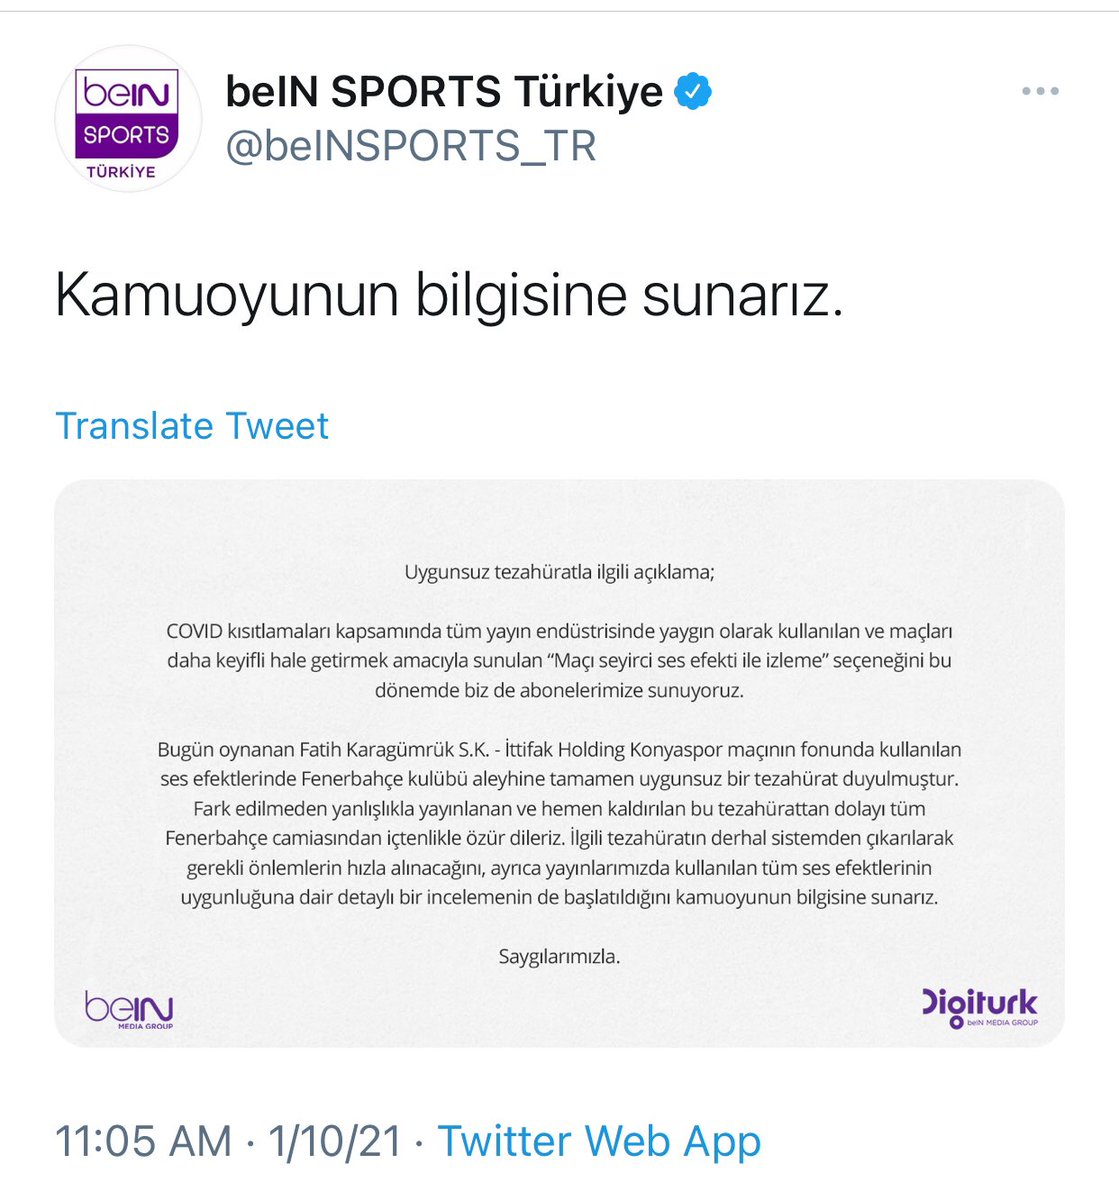 beIN
SPORTS
TÜRKİYE
beIN SPORTS Türkiye
@beINSPORTS_TR
Kamuoyunun bilgisine sunarız.
Translate Tweet
Uygunsuz tezahüratla ilgili açıklama;
COVID kısıtlamaları kapsamında tüm yayın endüstrisinde yaygın olarak kullanılan ve maçları
daha keyifli hale getirmek amacıyla sunulan “Maçı seyirci ses efekti ile izleme” seçeneğini bu
dönemde biz de abonelerimize sunuyoruz.
Bugün oynanan Fatih Karagümrük S.K. - İttifak Holding Konyaspor maçının fonunda kullanılan
ses efektlerinde Fenerbahçe kulübü aleyhine tamamen uygunsuz bir tezahürat duyulmuştur.
Fark edilmeden yanlışlıkla yayınlanan ve hemen kaldırılan bu tezahürattan dolayı tüm
Fenerbahçe camiasından içtenlikle özür dileriz. İlgili tezahüratın derhal sistemden çıkarılarak
gerekli önlemlerin hızla alınacağını, ayrıca yayınlarımızda kullanılan tüm ses efektlerinin
uygunluğuna dair detaylı bir incelemenin de başlatıldığını kamuoyunun bilgisine sunarız.
Saygılarımızla.
beIN
MEDIA GROUP
Digiturk
beIN MEDIA GROUP
11:05 AM · 1/10/21 · Twitter Web App